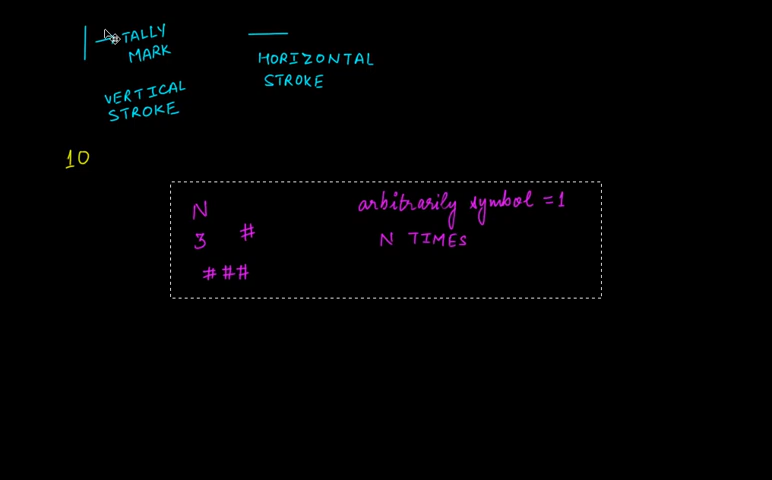 TALLY
MARK
VERTICAL
STROKE
HORIZONTAL
STROKE
10
N
3 #
# # #
arbitrarily symbol = 1
N TIMES